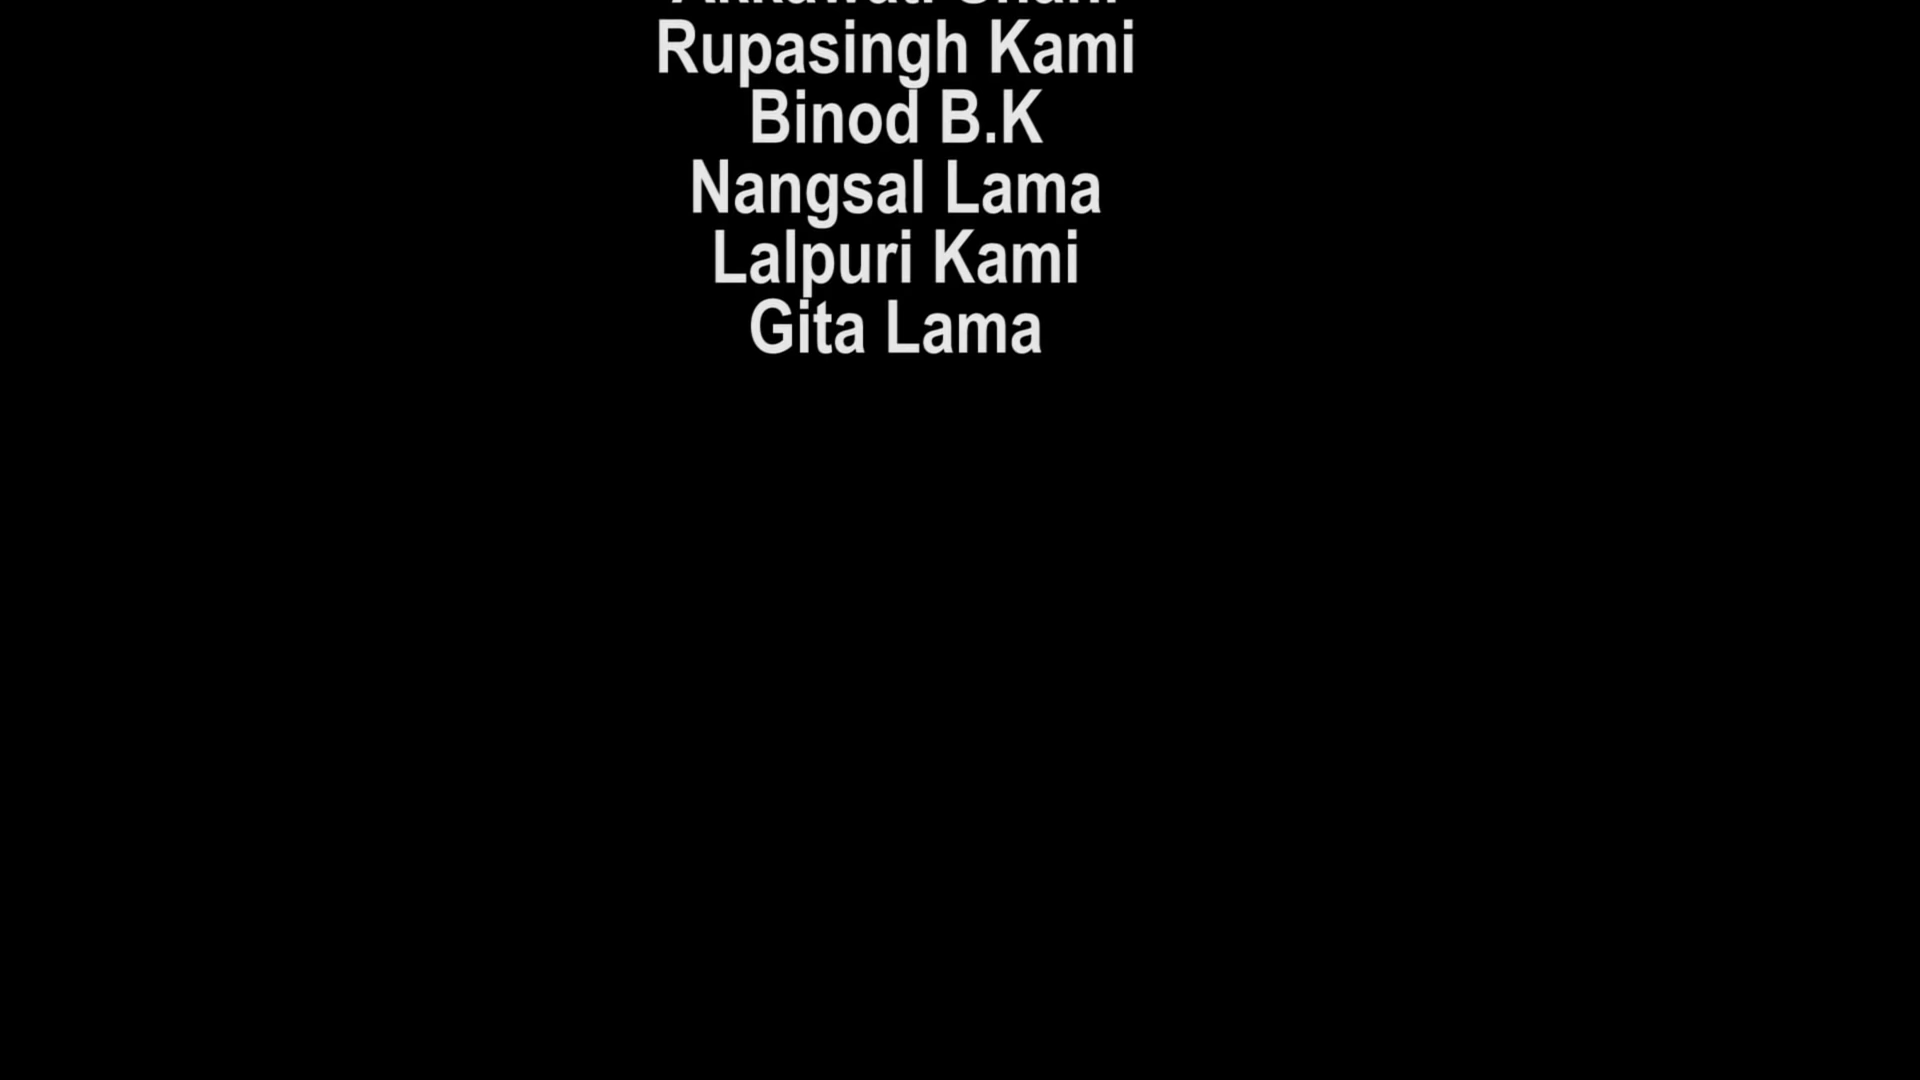 Rupasingh Kami
Binod B.K
Nangsal Lama
Lalpuri Kami
Gita Lama